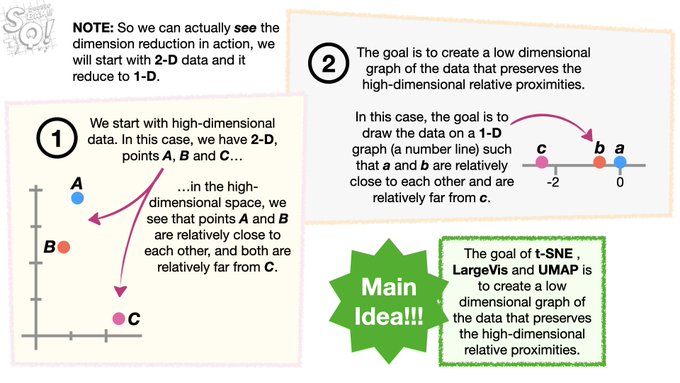 SQ!
NOTE: So we can actually see the
dimension reduction in action, we
will start with 2-D data and it
reduce to 1-D.
1
We start with high-dimensional
data. In this case, we have 2-D,
points A, B and C...
...in the high-
dimensional space, we
see that points A and B
are relatively close to
each other, and both are
relatively far from C.
A
B
C
2
The goal is to create a low dimensional
graph of the data that preserves the
high-dimensional relative proximities.
In this case, the goal is to
draw the data on a 1-D
graph (a number line) such
that a and b are relatively
close to each other and are
relatively far from c.
c b a
-2 0
Main
Idea!!!
The goal of t-SNE ,
LargeVis and UMAP is
to create a low
dimensional graph of
the data that preserves
the high-dimensional
relative proximities.